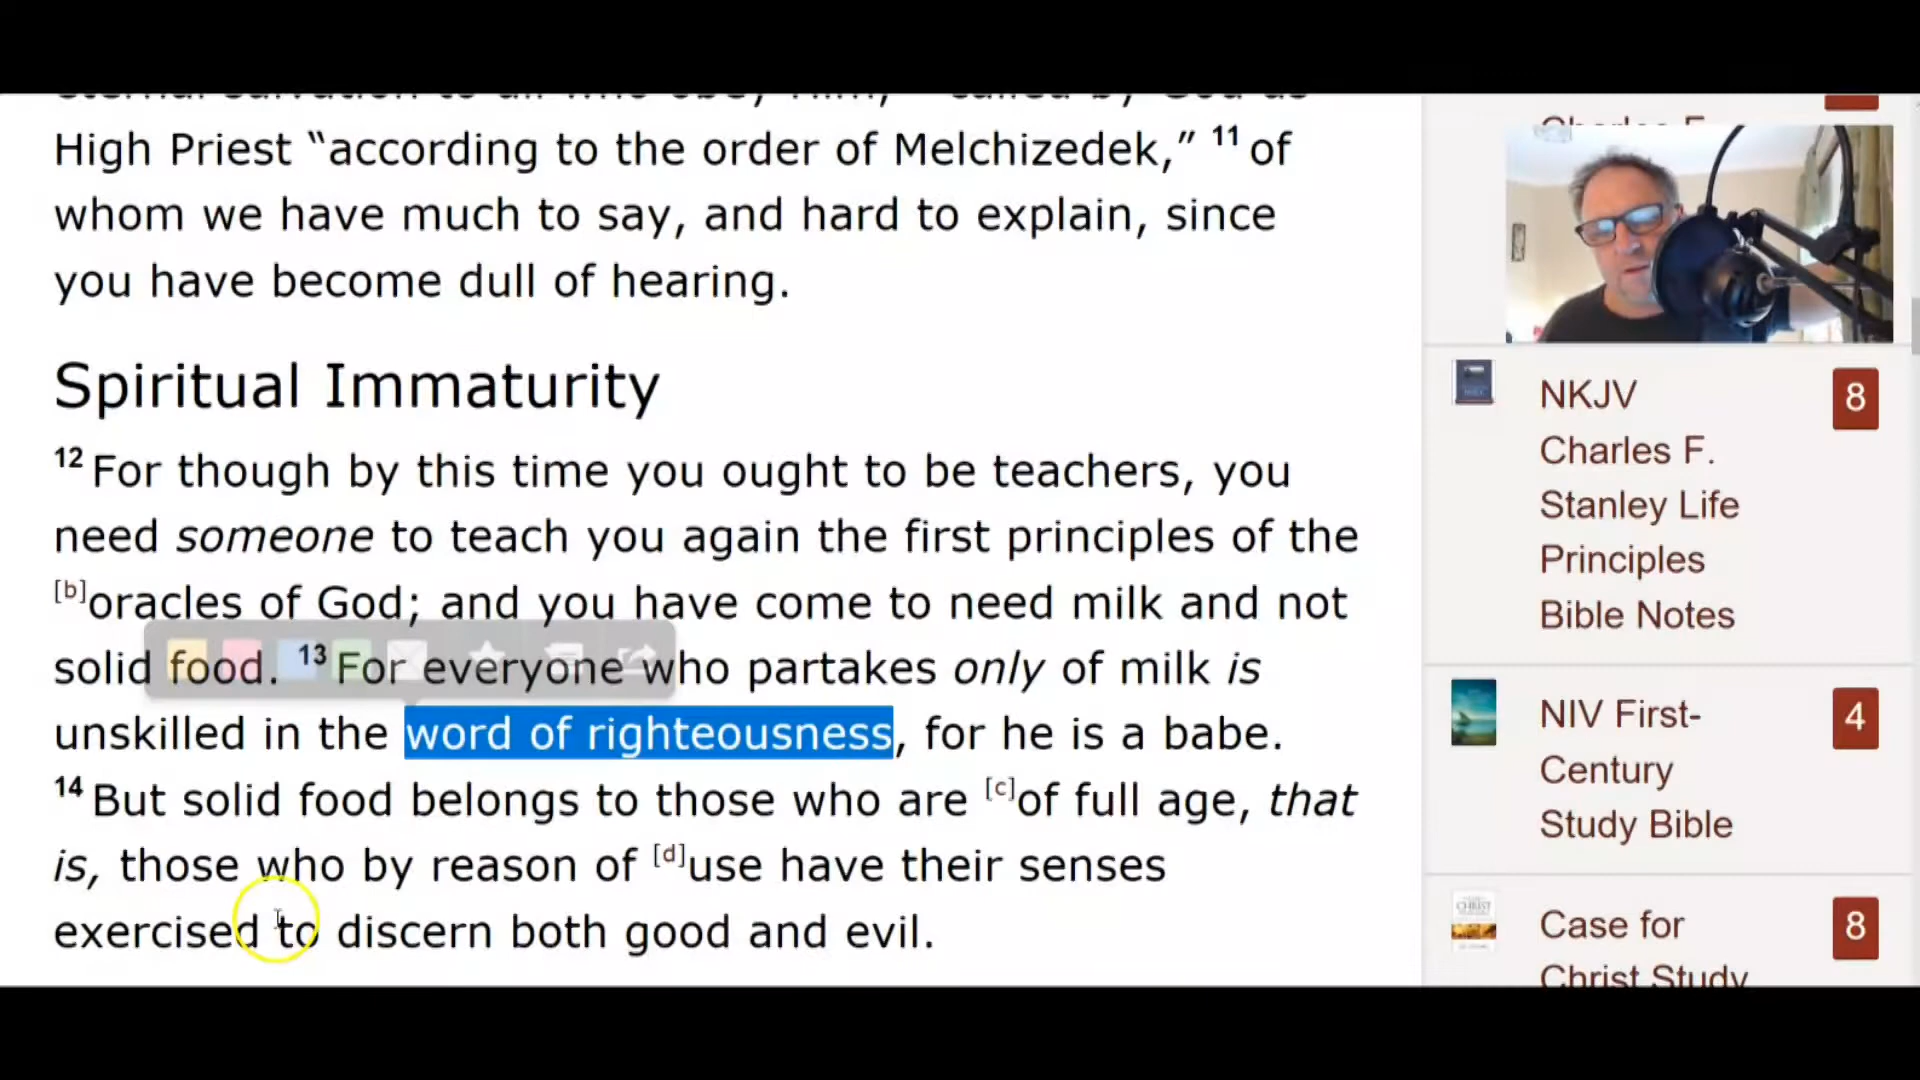 High Priest “according to the order of Melchizedek,” 11 of
whom we have much to say, and hard to explain, since
you have become dull of hearing.
Spiritual Immaturity
12 For though by this time you ought to be teachers, you
need someone to teach you again the first principles of the
[b]oracles of God; and you have come to need milk and not
solid food. 13 For everyone who partakes only of milk is
unskilled in the word of righteousness, for he is a babe.
14 But solid food belongs to those who are [c]of full age, that
is, those who by reason of [d]use have their senses
exercised to discern both good and evil.
NKJV
Charles F.
Stanley Life
Principles
Bible Notes
8
NIV First-
Century
Study Bible
4
Case for
Christ Study
8